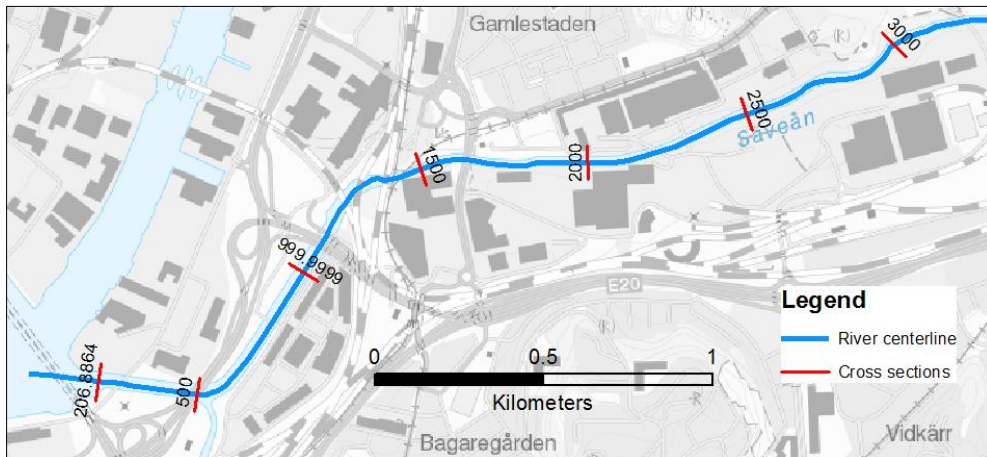 Gamlestaden
3000
2500
Säveån
1500
2000
999.9999
E20
Legend
River centerline
Cross sections
0 0.5 1
Kilometers
206.8864
500
Bagaregården
Vidkärr